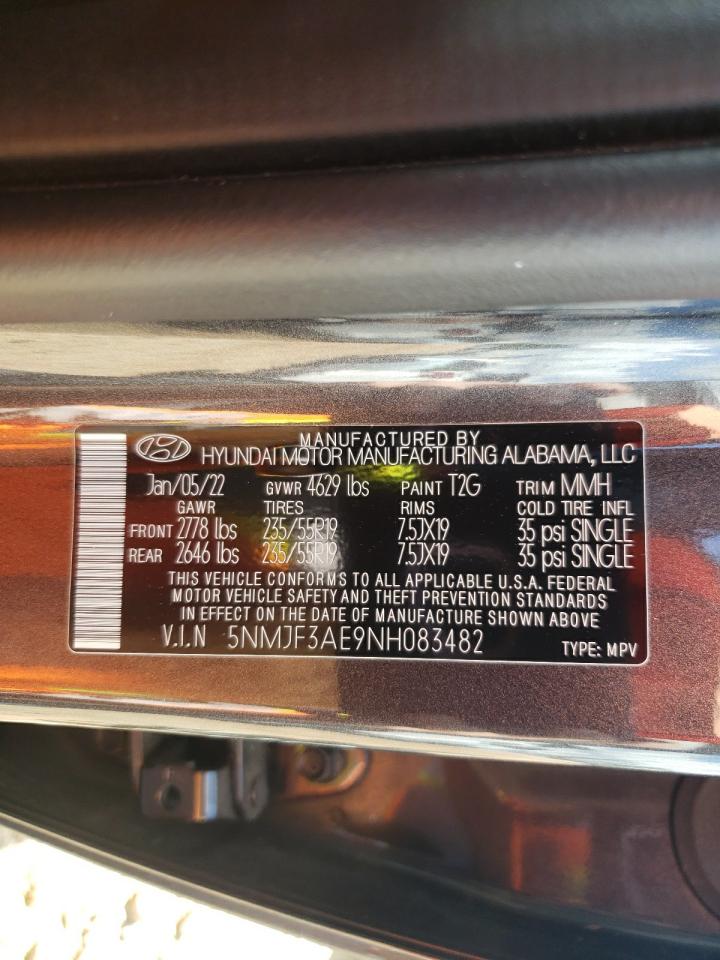 MANUFACTURED BY
HYUNDAI MOTOR MANUFACTURING ALABAMA, LLC
Jan/05/22 GVWR 4629 lbs PAINT T2G TRIM MMH
GAWR TIRES RIMS COLD TIRE INFL
FRONT 2778 lbs 235/55R19 7.5JX19 35 psi SINGLE
REAR 2646 lbs 235/55R19 7.5JX19 35 psi SINGLE
THIS VEHICLE CONFORMS TO ALL APPLICABLE U.S.A. FEDERAL
MOTOR VEHICLE SAFETY AND THEFT PREVENTION STANDARDS
IN EFFECT ON THE DATE OF MANUFACTURE SHOWN ABOVE
V.I.N 5NMJF3AE9NH083482 TYPE: MPV